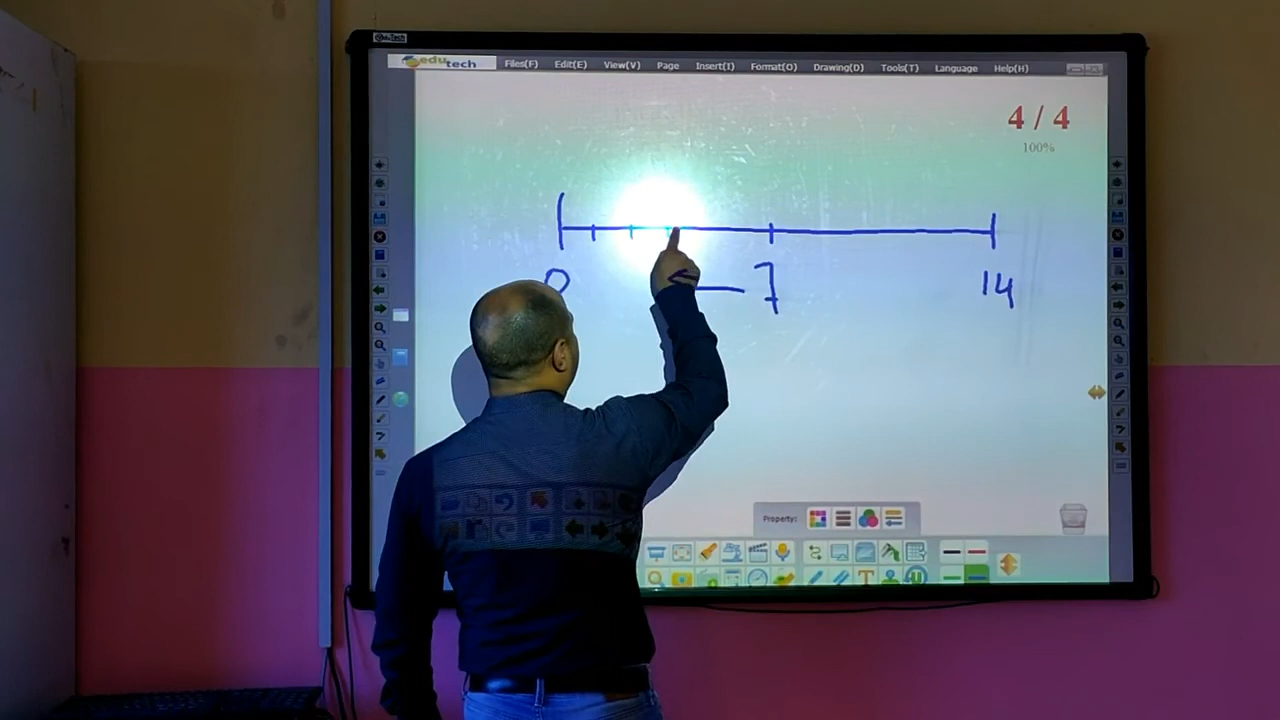 EduTech
edu tech Files(F) Edit(E) View(V) Page Insert(I) Format(O) Drawing(D) Tools(T) Language Help(H)
4 / 4
100%
0 7 14
Property: